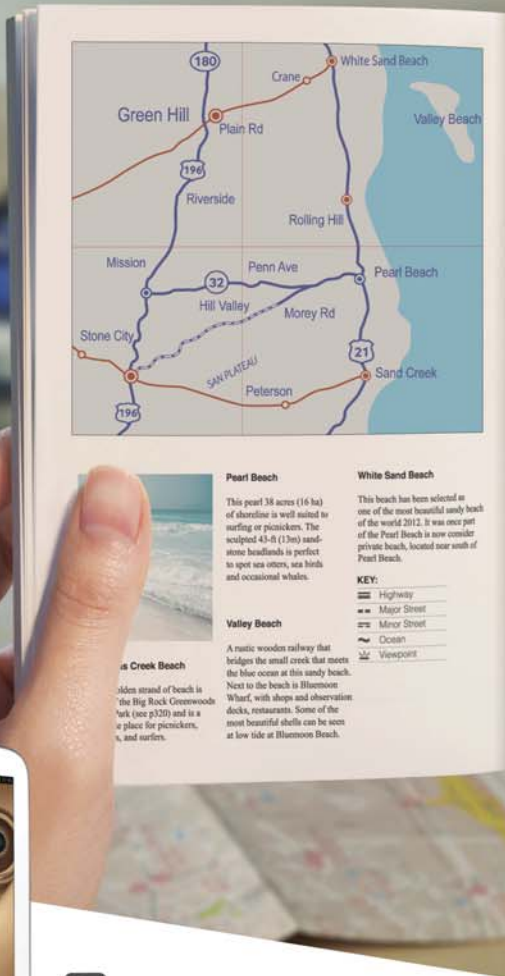 180
White Sand Beach
Crane
Green Hill
Plain Rd
Valley Beach
196
Riverside
Rolling Hill
Mission
Penn Ave
Pearl Beach
32
Hill Valley
Morey Rd
Stone City
21
SAN PLATEAU
Sand Creek
Peterson
196
Pearl Beach
This pearl 38 acres (16 ha)
of shoreline is well suited to
surfing or picnickers. The
sculpted 43-ft (13m) sand-
stone headlands is perfect
to spot sea otters, sea birds
and occasional whales.
Valley Beach
A rustic wooden railway that
bridges the small creek that meets
the blue ocean at this sandy beach.
Next to the beach is Bluemoon
Wharf, with shops and observation
decks, restaurants. Some of the
most beautiful shells can be seen
at low tide at Bluemoon Beach.
White Sand Beach
This beach has been selected as
one of the most beautiful sandy beach
of the world 2012. It was once part
of the Pearl Beach is now consider
private beach, located near south of
Pearl Beach.
KEY:
Highway
Major Street
Minor Street
Ocean
Viewpoint
Creek Beach
strand of beach is
the Big Rock Greenwoods
(see p320) and is a
place for picnickers,
and surfers.